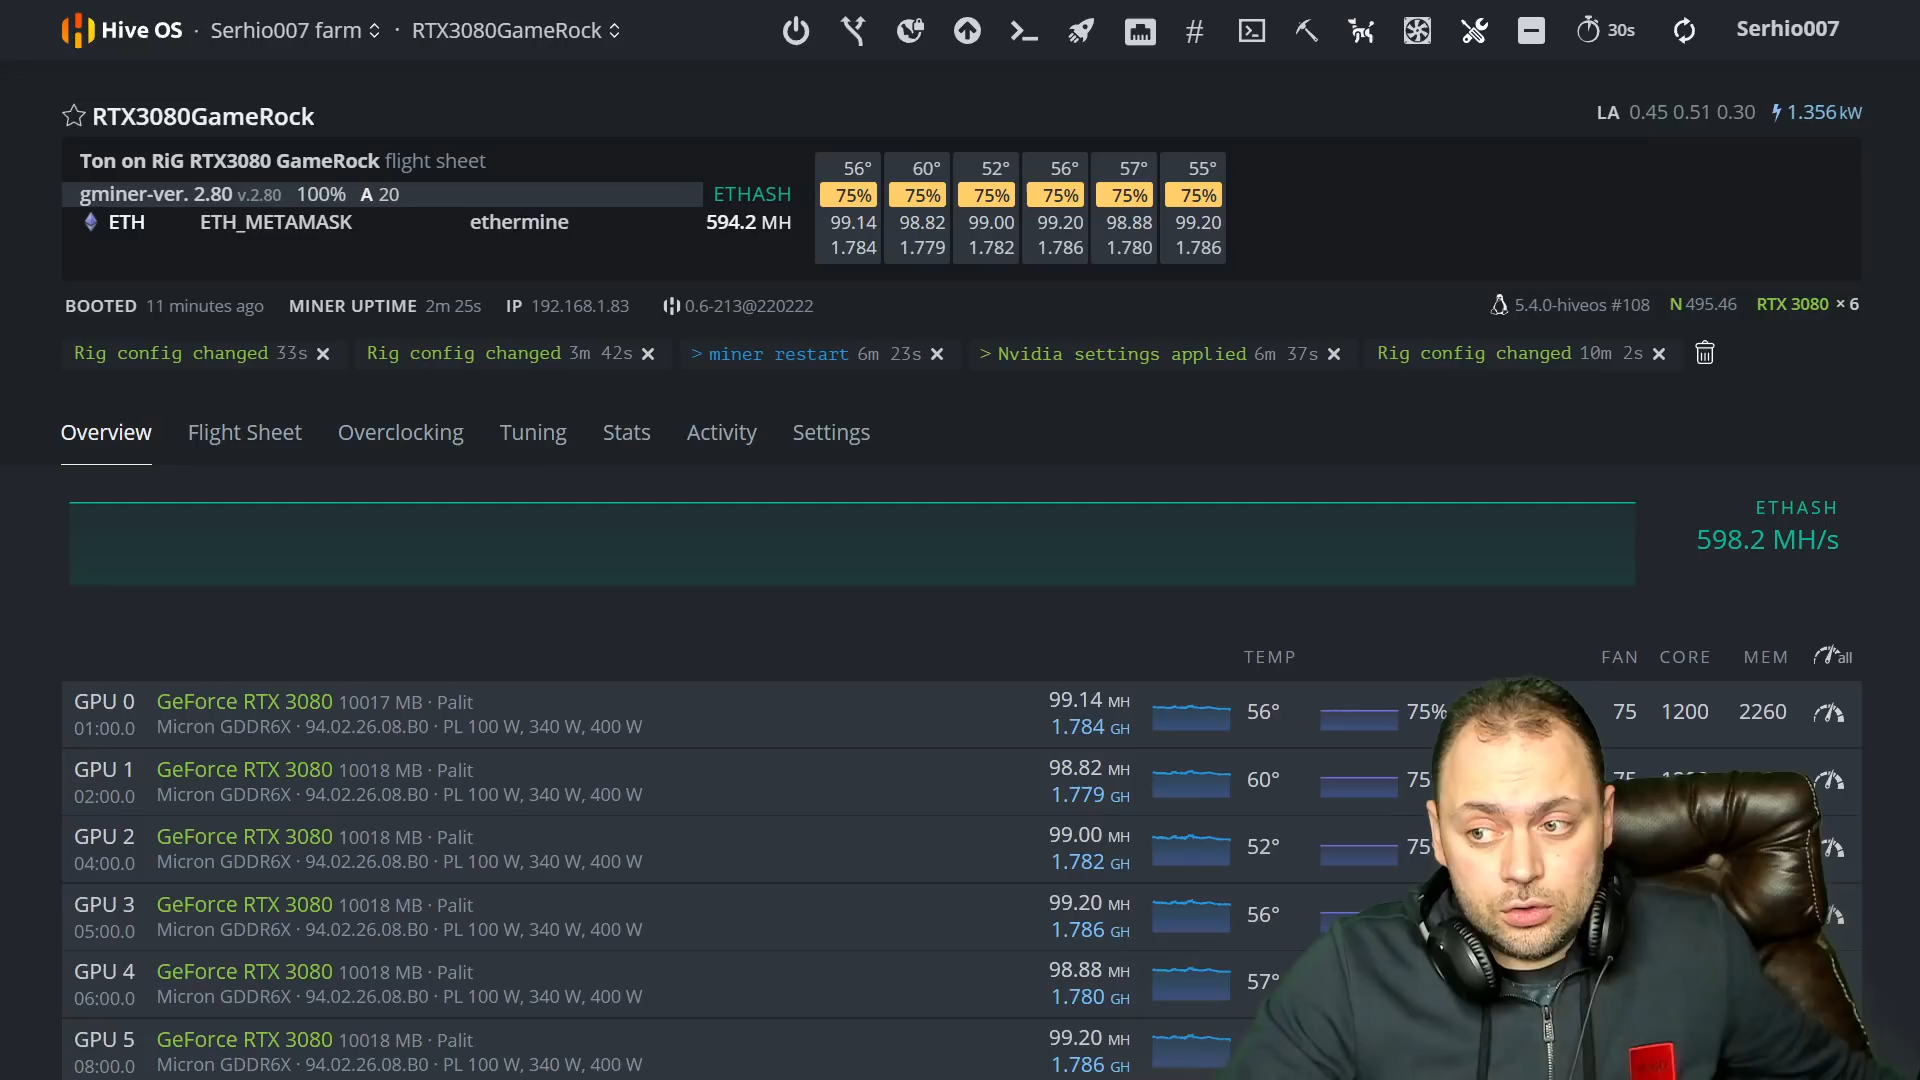 Hive OS · Serhio007 farm · RTX3080GameRock 30s Serhio007
RTX3080GameRock LA 0.45 0.51 0.30 1.356 kW
Ton on RiG RTX3080 GameRock flight sheet
56° 60° 52° 56° 57° 55°
gminer-ver. 2.80 v.2.80 100% A 20 ETHASH 75% 75% 75% 75% 75% 75%
ETH ETH_METAMASK ethermine 594.2 MH 99.14 98.82 99.00 99.20 98.88 99.20
1.784 1.779 1.782 1.786 1.780 1.786
BOOTED 11 minutes ago MINER UPTIME 2m 25s IP 192.168.1.83 0.6-213@220222 5.4.0-hiveos #108 N 495.46 RTX 3080 × 6
Rig config changed 33s × Rig config changed 3m 42s × > miner restart 6m 23s × > Nvidia settings applied 6m 37s × Rig config changed 10m 2s ×
Overview Flight Sheet Overclocking Tuning Stats Activity Settings
ETHASH
598.2 MH/s
TEMP FAN CORE MEM all
GPU 0 GeForce RTX 3080 10017 MB · Palit 99.14 MH 56° 75% 75 1200 2260
01:00.0 Micron GDDR6X · 94.02.26.08.B0 · PL 100 W, 340 W, 400 W 1.784 GH
GPU 1 GeForce RTX 3080 10018 MB · Palit 98.82 MH 60° 75
02:00.0 Micron GDDR6X · 94.02.26.08.B0 · PL 100 W, 340 W, 400 W 1.779 GH
GPU 2 GeForce RTX 3080 10018 MB · Palit 99.00 MH 52° 75
04:00.0 Micron GDDR6X · 94.02.26.08.B0 · PL 100 W, 340 W, 400 W 1.782 GH
GPU 3 GeForce RTX 3080 10018 MB · Palit 99.20 MH 56°
05:00.0 Micron GDDR6X · 94.02.26.08.B0 · PL 100 W, 340 W, 400 W 1.786 GH
GPU 4 GeForce RTX 3080 10018 MB · Palit 98.88 MH 57°
06:00.0 Micron GDDR6X · 94.02.26.08.B0 · PL 100 W, 340 W, 400 W 1.780 GH
GPU 5 GeForce RTX 3080 10018 MB · Palit 99.20 MH
08:00.0 Micron GDDR6X · 94.02.26.08.B0 · PL 100 W, 340 W, 400 W 1.786 GH